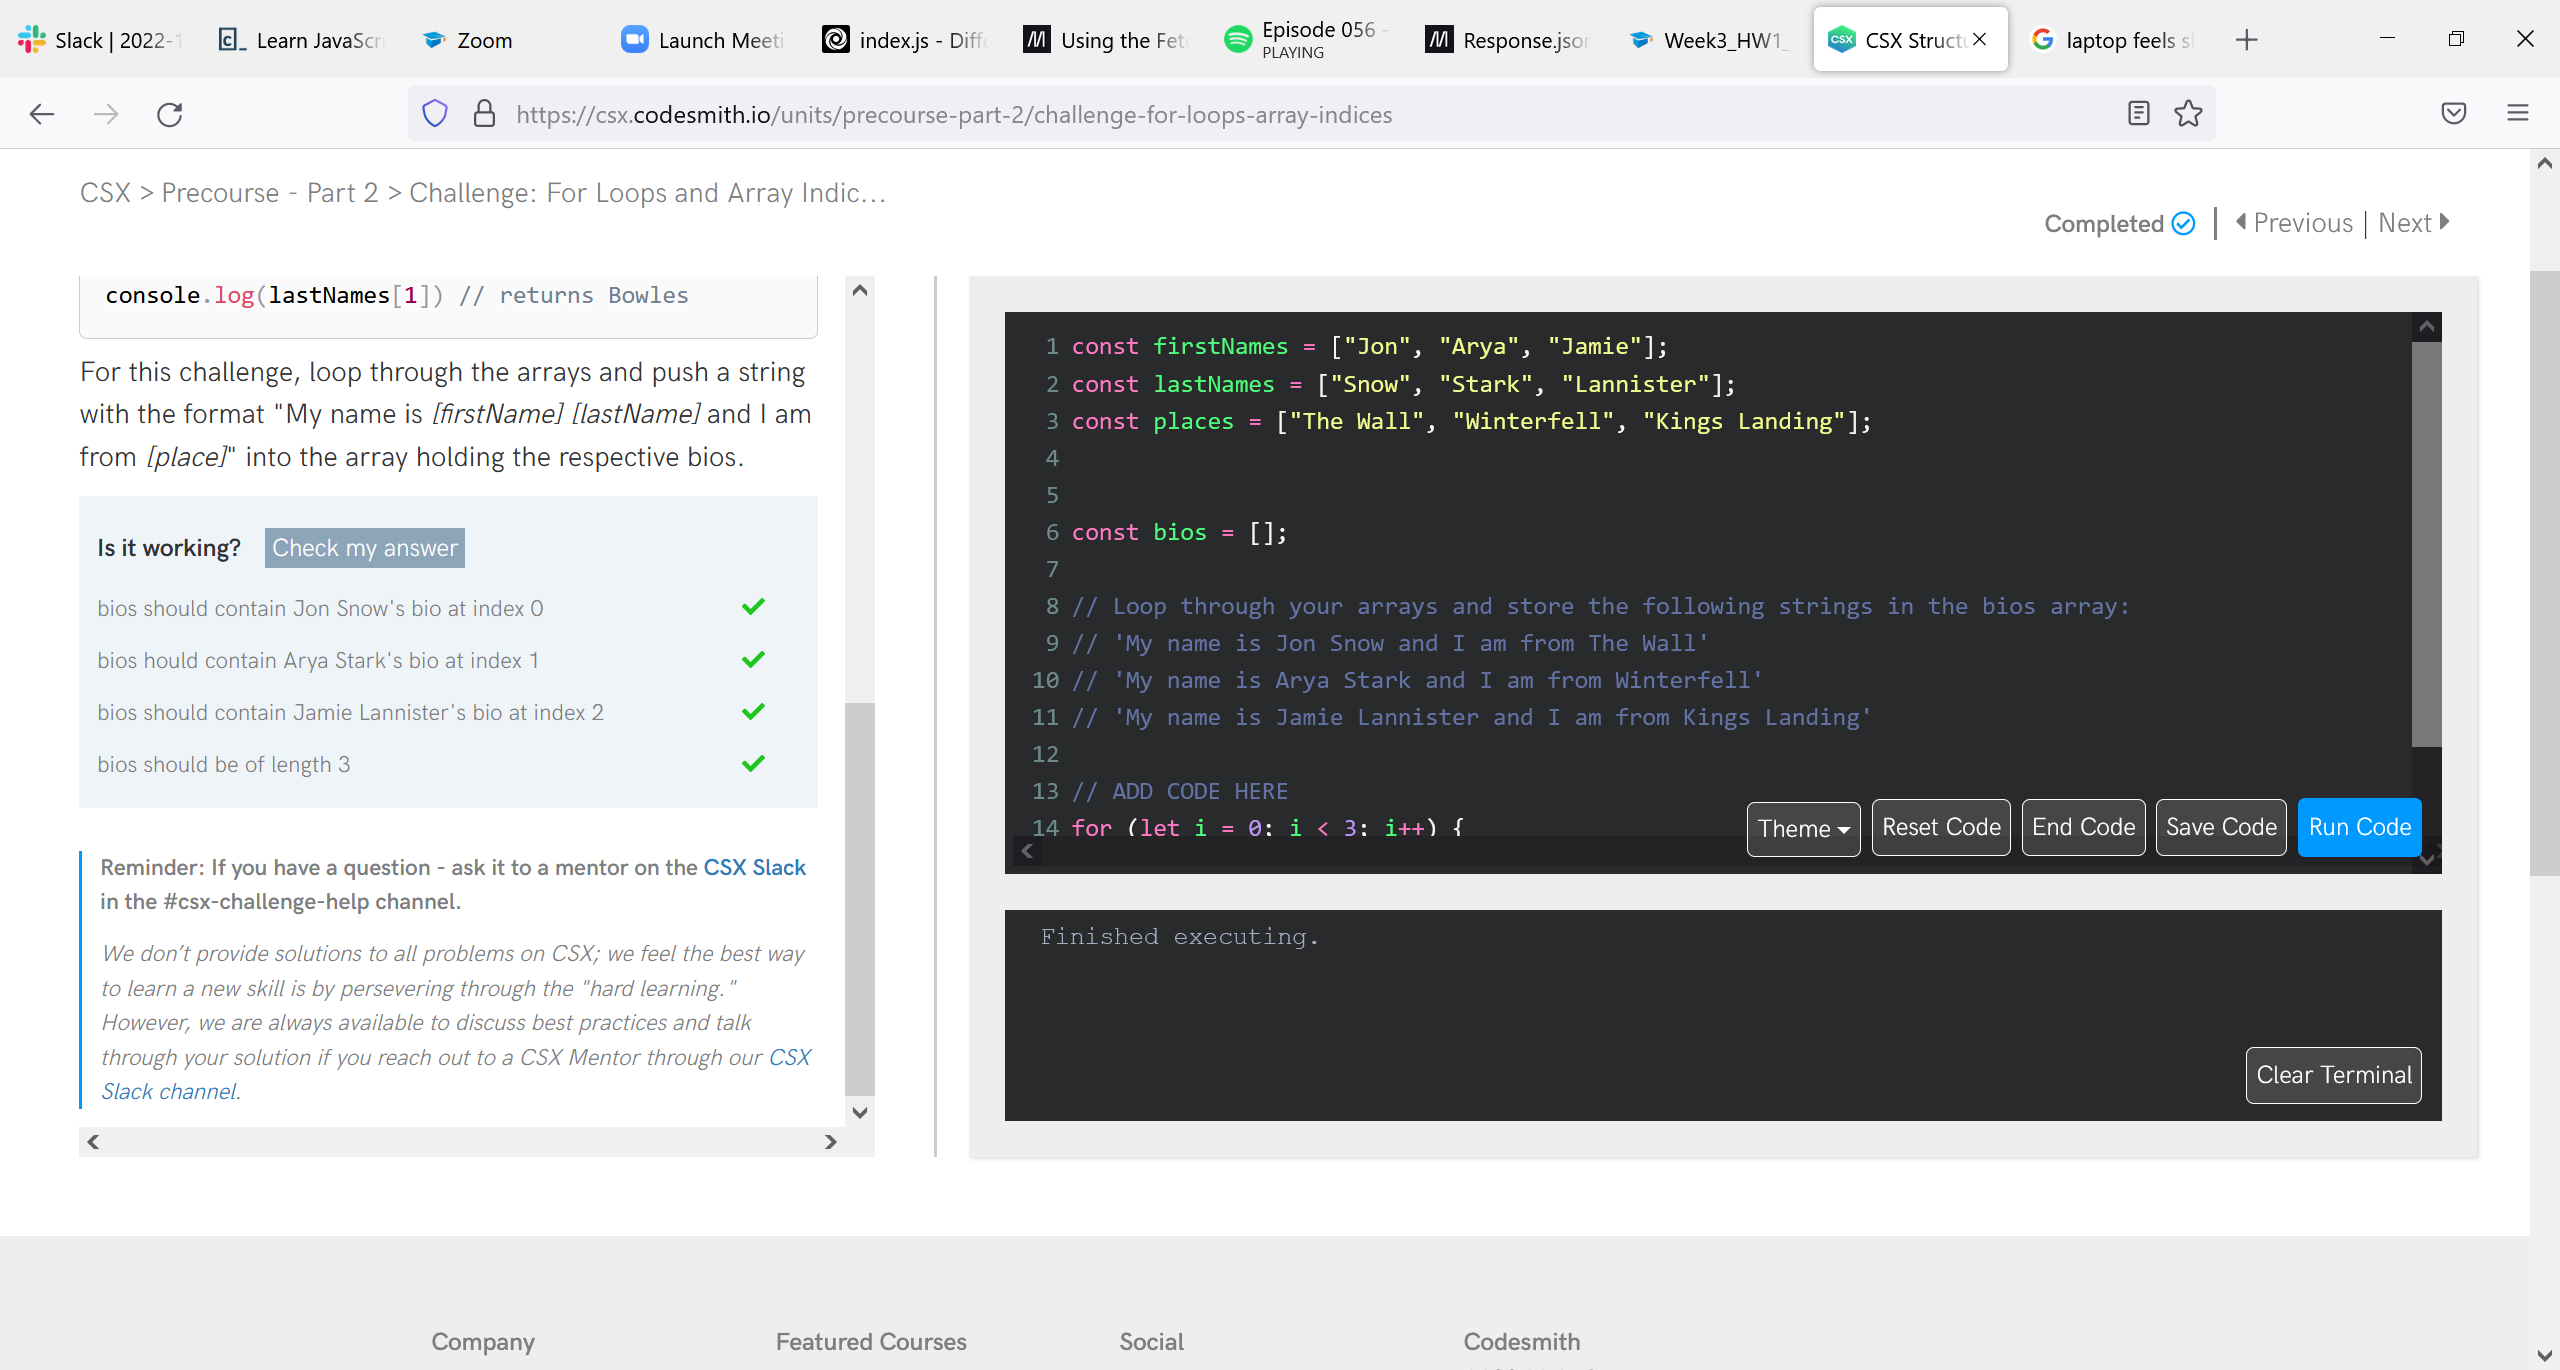 Slack | 2022-1
Learn JavaScri
Zoom
Launch Meeti
index.js - Diffe
Using the Fet
Episode 056 -
PLAYING
Response.json
Week3_HW1_
CSX Structu
laptop feels sl
https://csx.codesmith.io/units/precourse-part-2/challenge-for-loops-array-indices
CSX > Precourse - Part 2 > Challenge: For Loops and Array Indic...
Completed
Previous | Next
console.log(lastNames[1]) // returns Bowles
For this challenge, loop through the arrays and push a string
with the format "My name is [firstName] [lastName] and I am
from [place]" into the array holding the respective bios.
Is it working? Check my answer
bios should contain Jon Snow's bio at index 0
bios hould contain Arya Stark's bio at index 1
bios should contain Jamie Lannister's bio at index 2
bios should be of length 3
Reminder: If you have a question - ask it to a mentor on the CSX Slack
in the #csx-challenge-help channel.
We don't provide solutions to all problems on CSX; we feel the best way
to learn a new skill is by persevering through the "hard learning."
However, we are always available to discuss best practices and talk
through your solution if you reach out to a CSX Mentor through our CSX
Slack channel.
1 const firstNames = ["Jon", "Arya", "Jamie"];
2 const lastNames = ["Snow", "Stark", "Lannister"];
3 const places = ["The Wall", "Winterfell", "Kings Landing"];
4
5
6 const bios = [];
7
8 // Loop through your arrays and store the following strings in the bios array:
9 // 'My name is Jon Snow and I am from The Wall'
10 // 'My name is Arya Stark and I am from Winterfell'
11 // 'My name is Jamie Lannister and I am from Kings Landing'
12
13 // ADD CODE HERE
14 for (let i = 0; i < 3; i++) {
Theme
Reset Code
End Code
Save Code
Run Code
Finished executing.
Clear Terminal
Company
Featured Courses
Social
Codesmith